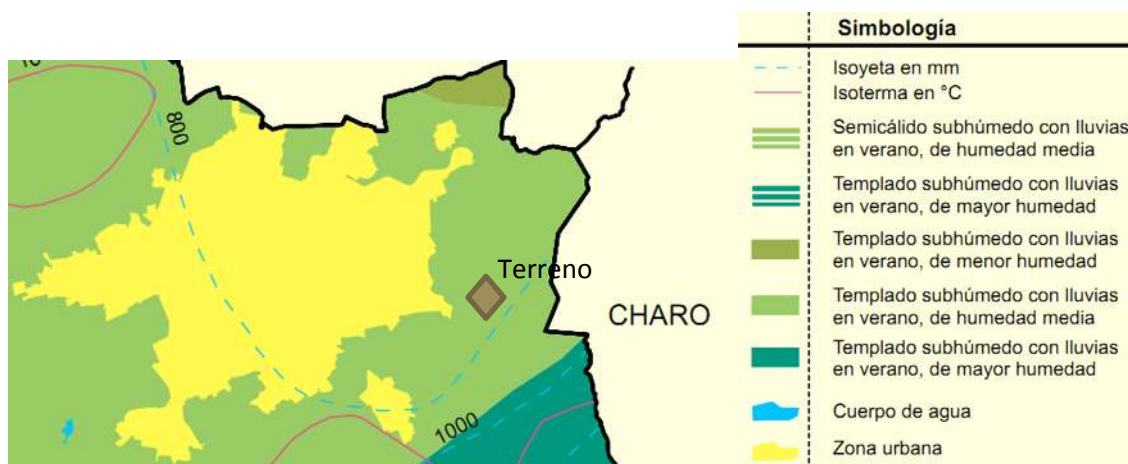 800
Terreno
CHARO
1000
Simbología
Isoyeta en mm
Isoterma en °C
Semicálido subhúmedo con lluvias
en verano, de humedad media
Templado subhúmedo con lluvias
en verano, de mayor humedad
Templado subhúmedo con lluvias
en verano, de menor humedad
Templado subhúmedo con lluvias
en verano, de humedad media
Templado subhúmedo con lluvias
en verano, de mayor humedad
Cuerpo de agua
Zona urbana